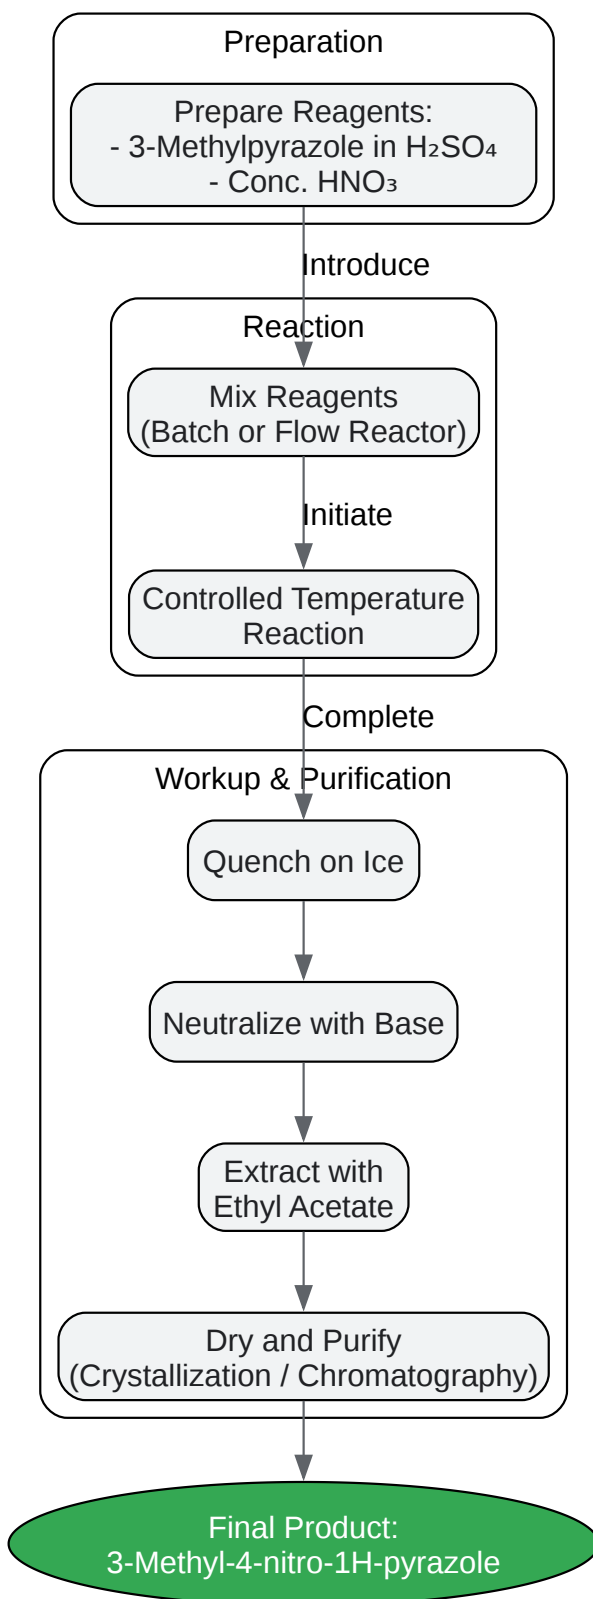 Preparation
Prepare Reagents:
- 3-Methylpyrazole in H₂SO₄
- Conc. HNO₃
Introduce
Reaction
Mix Reagents
(Batch or Flow Reactor)
Initiate
Controlled Temperature
Reaction
Complete
Workup & Purification
Quench on Ice
Neutralize with Base
Extract with
Ethyl Acetate
Dry and Purify
(Crystallization / Chromatography)
Final Product:
3-Methyl-4-nitro-1H-pyrazole